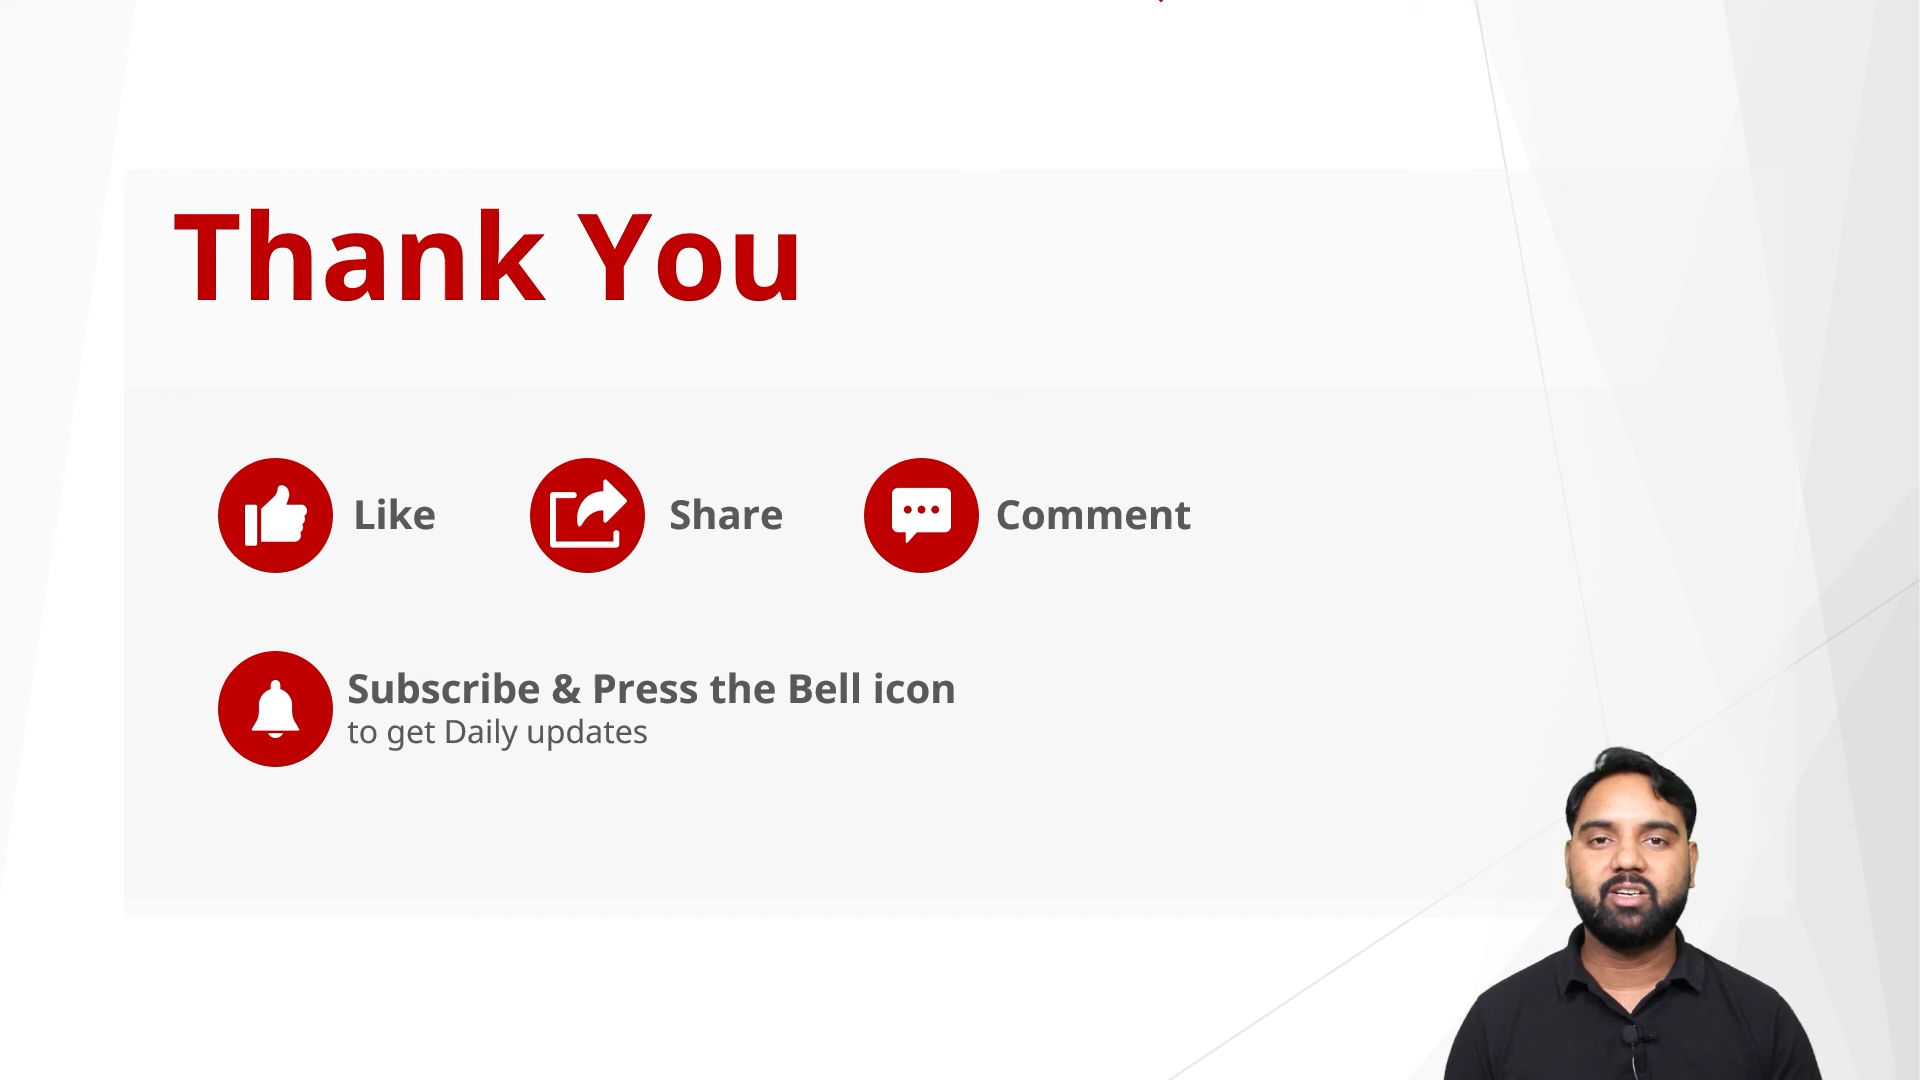 Thank You
Like
Share
Comment
Subscribe & Press the Bell icon
to get Daily updates